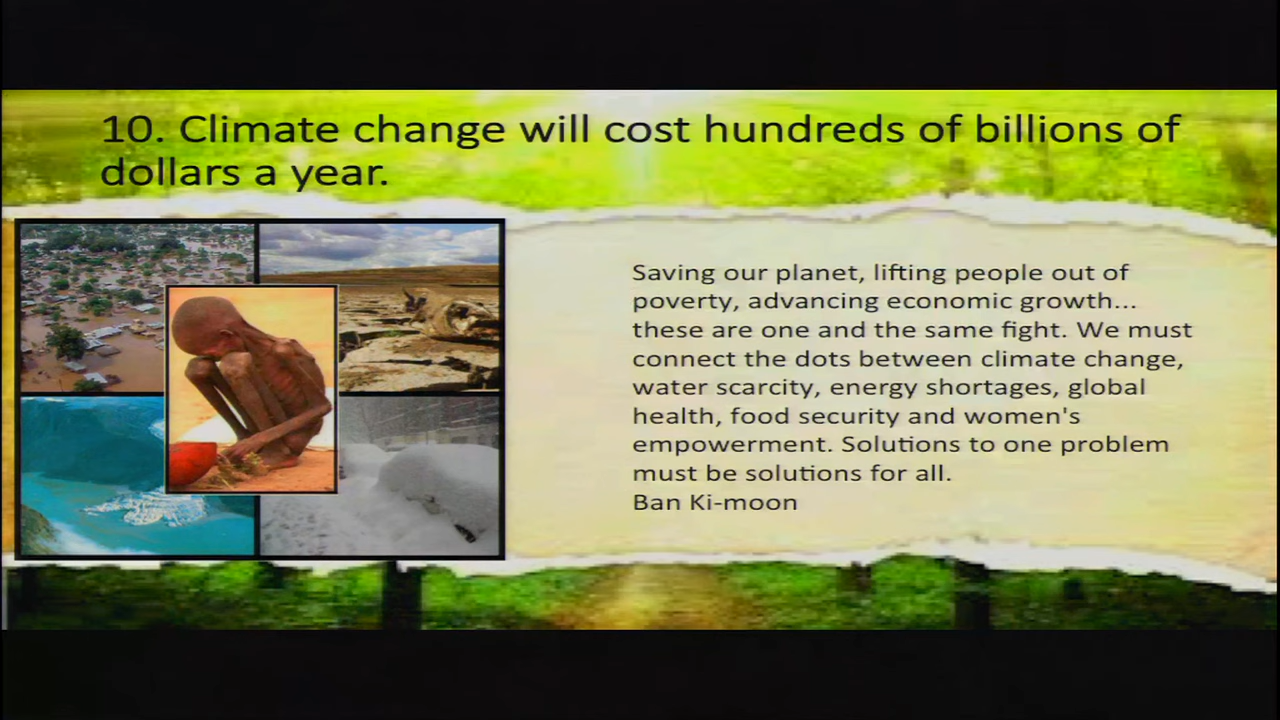 10. Climate change will cost hundreds of billions of
dollars a year.
Saving our planet, lifting people out of
poverty, advancing economic growth...
these are one and the same fight. We must
connect the dots between climate change,
water scarcity, energy shortages, global
health, food security and women's
empowerment. Solutions to one problem
must be solutions for all.
Ban Ki-moon